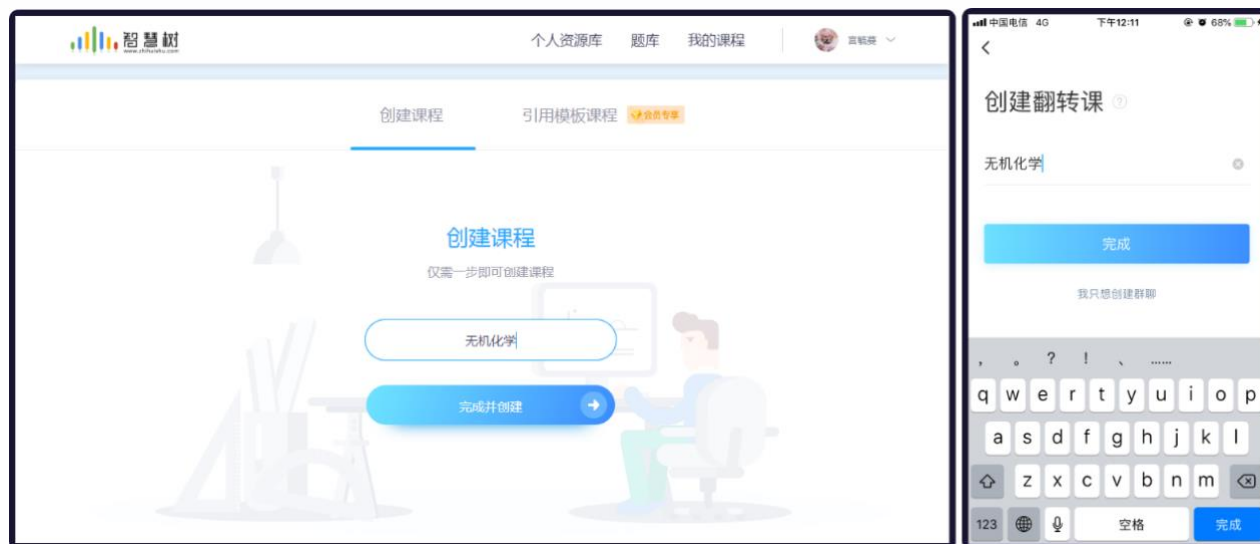 智慧树
www.zhihuishu.com
个人资源库 题库 我的课程
创建课程 引用模板课程 会员专享
创建课程
仅需一步即可创建课程
无机化学
完成并创建
中国电信 4G 下午12:11 68%
创建翻转课 ?
无机化学
完成
我只想创建群聊
, 。 ? ! 、 ……
q w e r t y u i o p
a s d f g h j k l
z x c v b n m
123 空格 完成